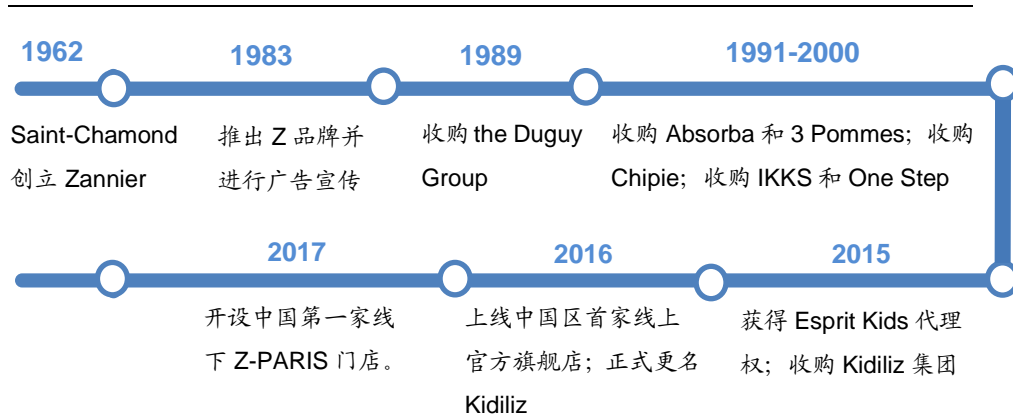 1962
1983
1989
1991-2000
Saint-Chamond
创立 Zannier
推出 Z 品牌并
进行广告宣传
收购 the Duguy
Group
收购 Absorba 和 3 Pommes；收购
Chipie；收购 IKKS 和 One Step
2017
2016
2015
开设中国第一家线
下 Z-PARIS 门店。
上线中国区首家线上
官方旗舰店；正式更名
Kidiliz
获得 Esprit Kids 代理
权；收购 Kidiliz 集团